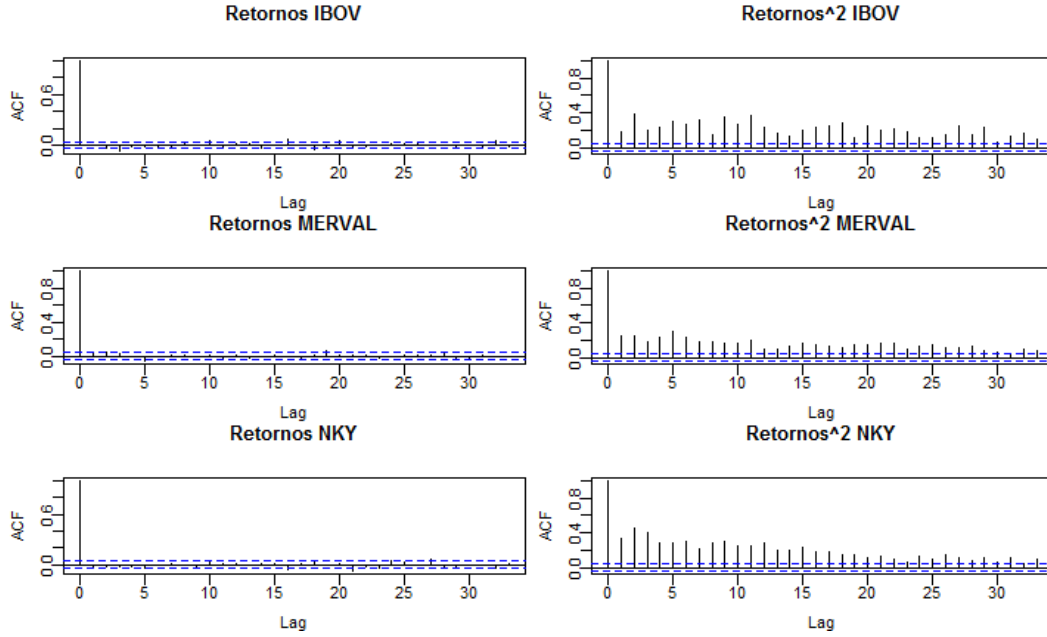 Retornos IBOV
ACF
0.0 0.6
0 5 10 15 20 25 30
Lag
Retornos^2 IBOV
ACF
0.0 0.4 0.8
0 5 10 15 20 25 30
Lag
Retornos MERVAL
ACF
0.0 0.4 0.8
0 5 10 15 20 25 30
Lag
Retornos^2 MERVAL
ACF
0.0 0.4 0.8
0 5 10 15 20 25 30
Lag
Retornos NKY
ACF
0.0 0.6
0 5 10 15 20 25 30
Lag
Retornos^2 NKY
ACF
0.0 0.4 0.8
0 5 10 15 20 25 30
Lag